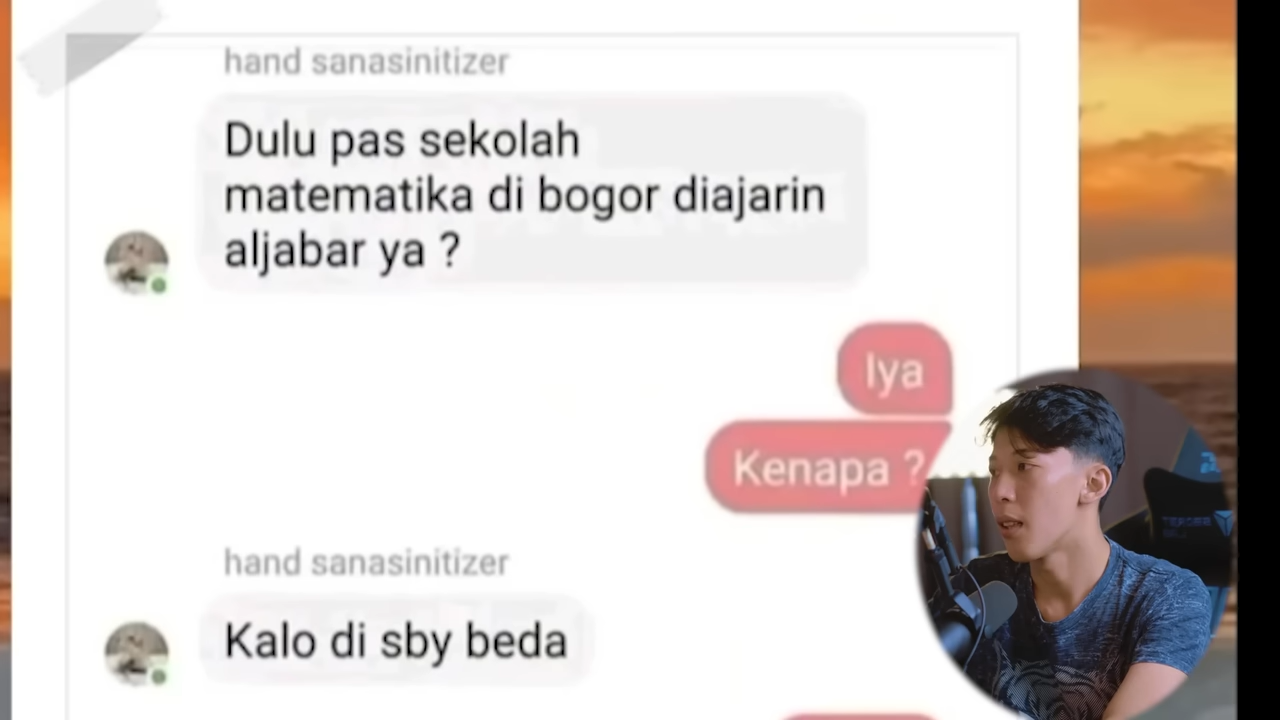 hand sanasinitizer
Dulu pas sekolah
matematika di bogor diajarin
aljabar ya ?
Iya
Kenapa ?
hand sanasinitizer
Kalo di sby beda